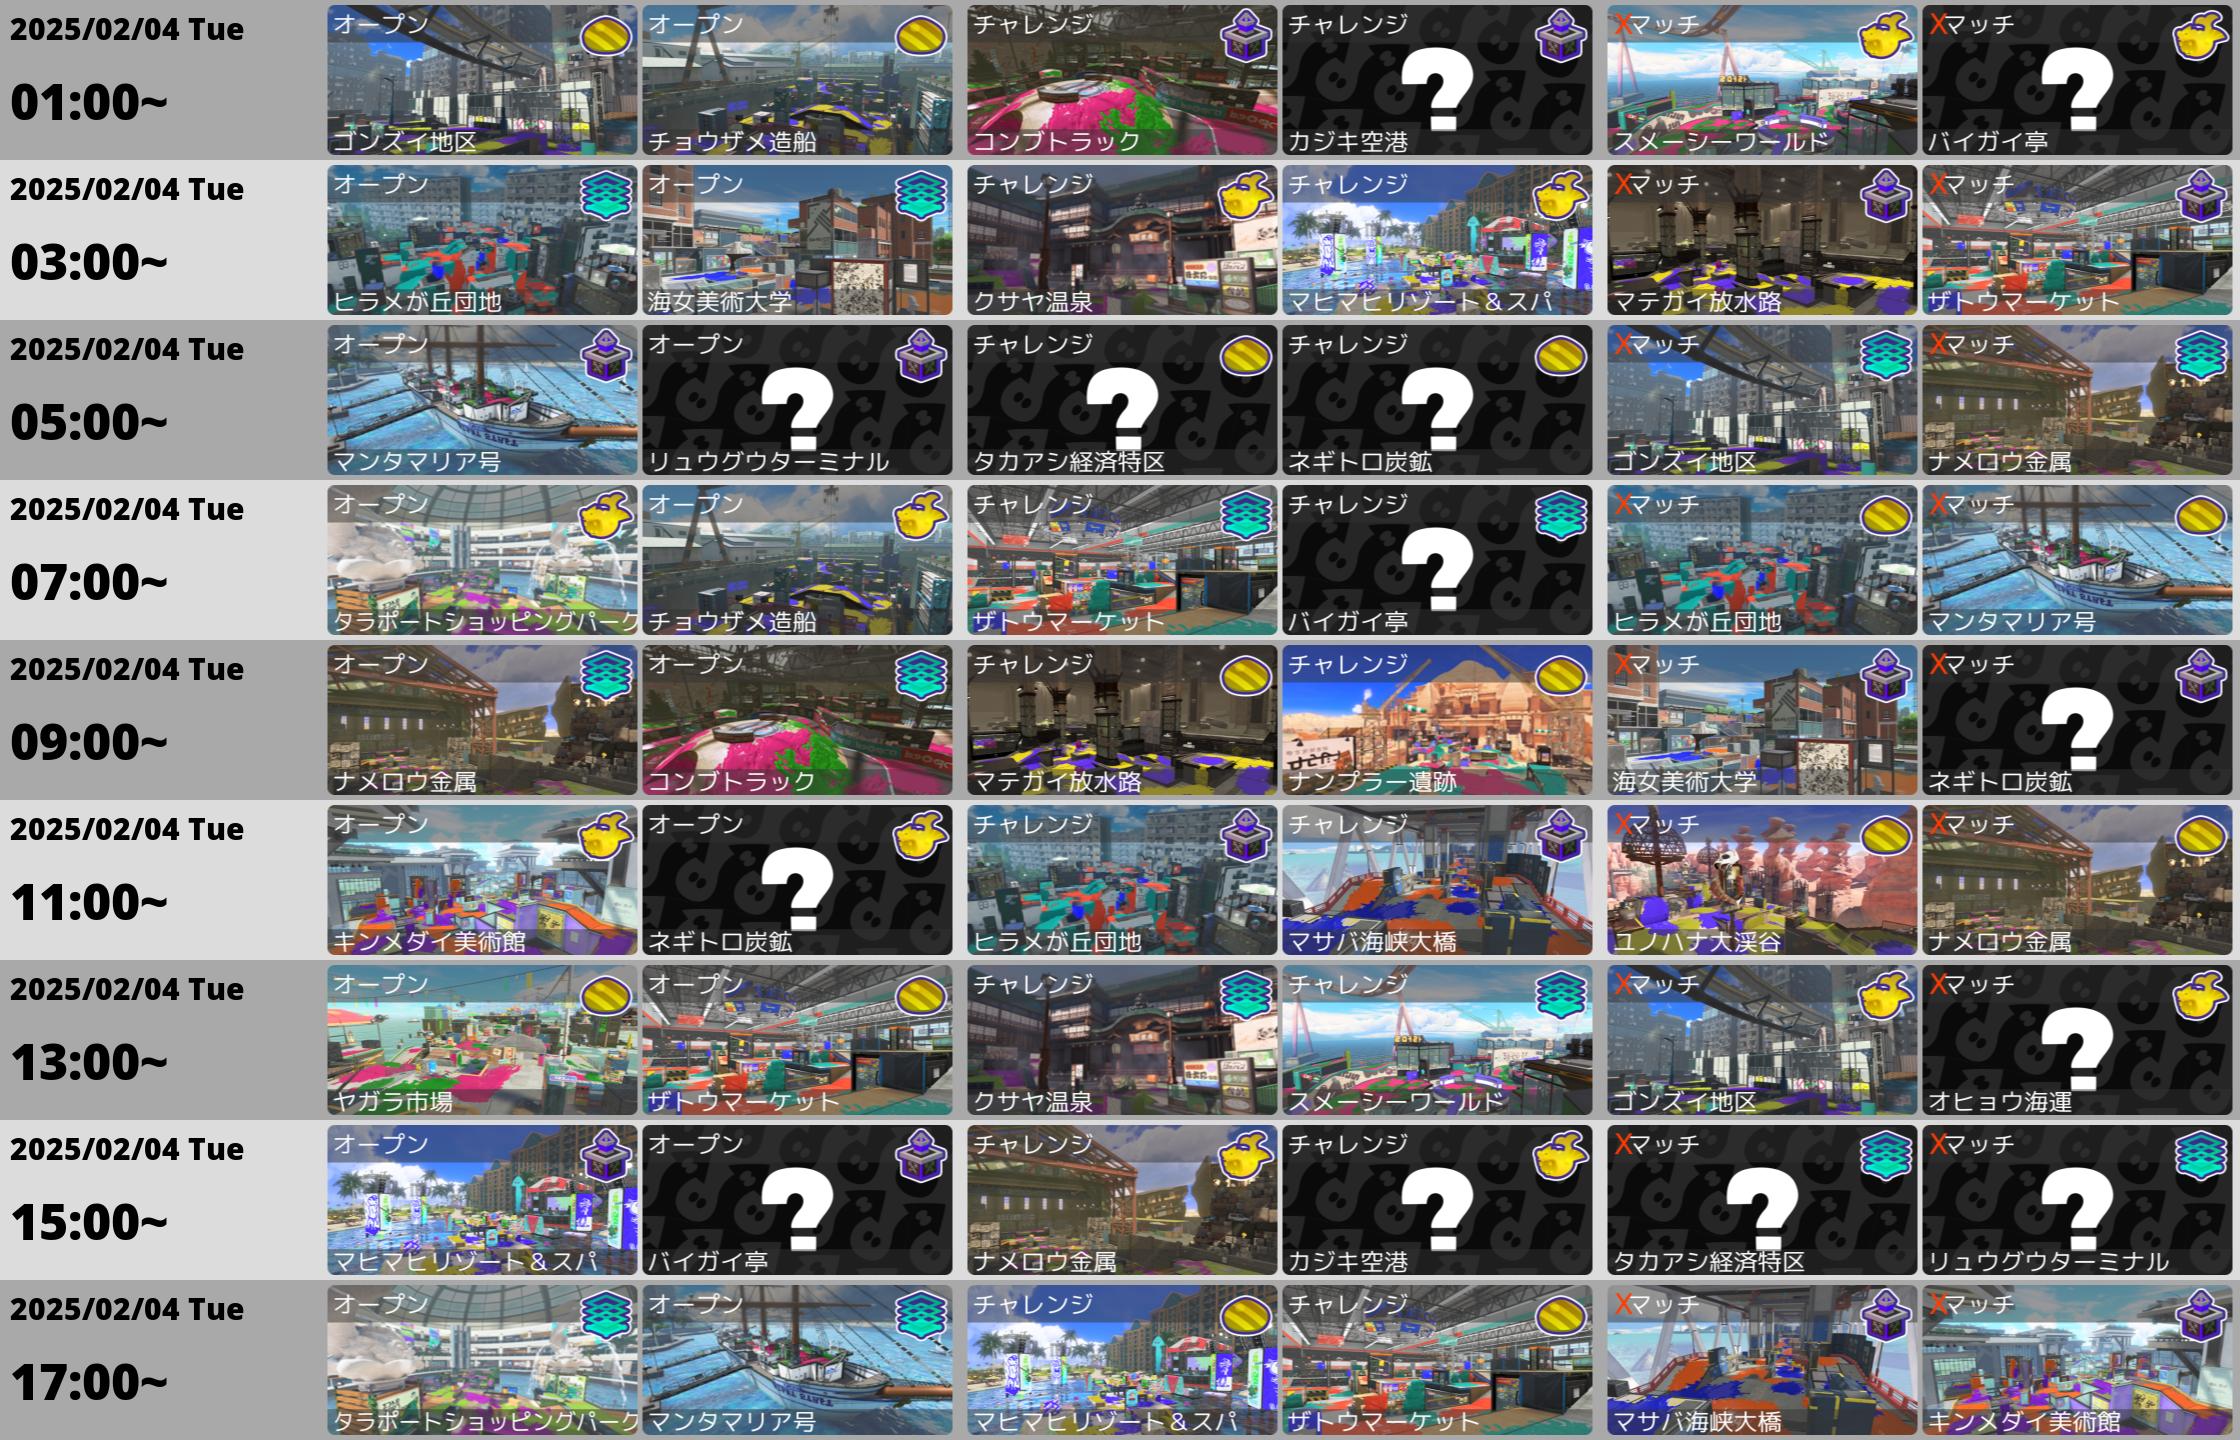 2025/02/04 Tue
01:00~
オープン
ゴンズイ地区
オープン
チョウザメ造船
チャレンジ
コンブトラック
チャレンジ
カジキ空港
Xマッチ
スメーシーワールド
Xマッチ
バイガイ亭
2025/02/04 Tue
03:00~
オープン
ヒラメが丘団地
オープン
海女美術大学
チャレンジ
クサヤ温泉
チャレンジ
マヒマヒリゾート＆スパ
Xマッチ
マテガイ放水路
Xマッチ
ザトウマーケット
2025/02/04 Tue
05:00~
オープン
マンタマリア号
オープン
リュウグウターミナル
チャレンジ
タカアシ経済特区
チャレンジ
ネギトロ炭鉱
Xマッチ
ゴンズイ地区
Xマッチ
ナメロウ金属
2025/02/04 Tue
07:00~
オープン
タラポートショッピングパーク
オープン
チョウザメ造船
チャレンジ
ザトウマーケット
チャレンジ
バイガイ亭
Xマッチ
ヒラメが丘団地
Xマッチ
マンタマリア号
2025/02/04 Tue
09:00~
オープン
ナメロウ金属
オープン
コンブトラック
チャレンジ
マテガイ放水路
チャレンジ
ナンプラー遺跡
Xマッチ
海女美術大学
Xマッチ
ネギトロ炭鉱
2025/02/04 Tue
11:00~
オープン
キンメダイ美術館
オープン
ネギトロ炭鉱
チャレンジ
ヒラメが丘団地
チャレンジ
マサバ海峡大橋
Xマッチ
ユノハナ大渓谷
Xマッチ
ナメロウ金属
2025/02/04 Tue
13:00~
オープン
ヤガラ市場
オープン
ザトウマーケット
チャレンジ
クサヤ温泉
チャレンジ
スメーシーワールド
Xマッチ
ゴンズイ地区
Xマッチ
オヒョウ海運
2025/02/04 Tue
15:00~
オープン
マヒマヒリゾート＆スパ
オープン
バイガイ亭
チャレンジ
ナメロウ金属
チャレンジ
カジキ空港
Xマッチ
タカアシ経済特区
Xマッチ
リュウグウターミナル
2025/02/04 Tue
17:00~
オープン
タラポートショッピングパーク
オープン
マンタマリア号
チャレンジ
マヒマヒリゾート＆スパ
チャレンジ
ザトウマーケット
Xマッチ
マサバ海峡大橋
Xマッチ
キンメダイ美術館